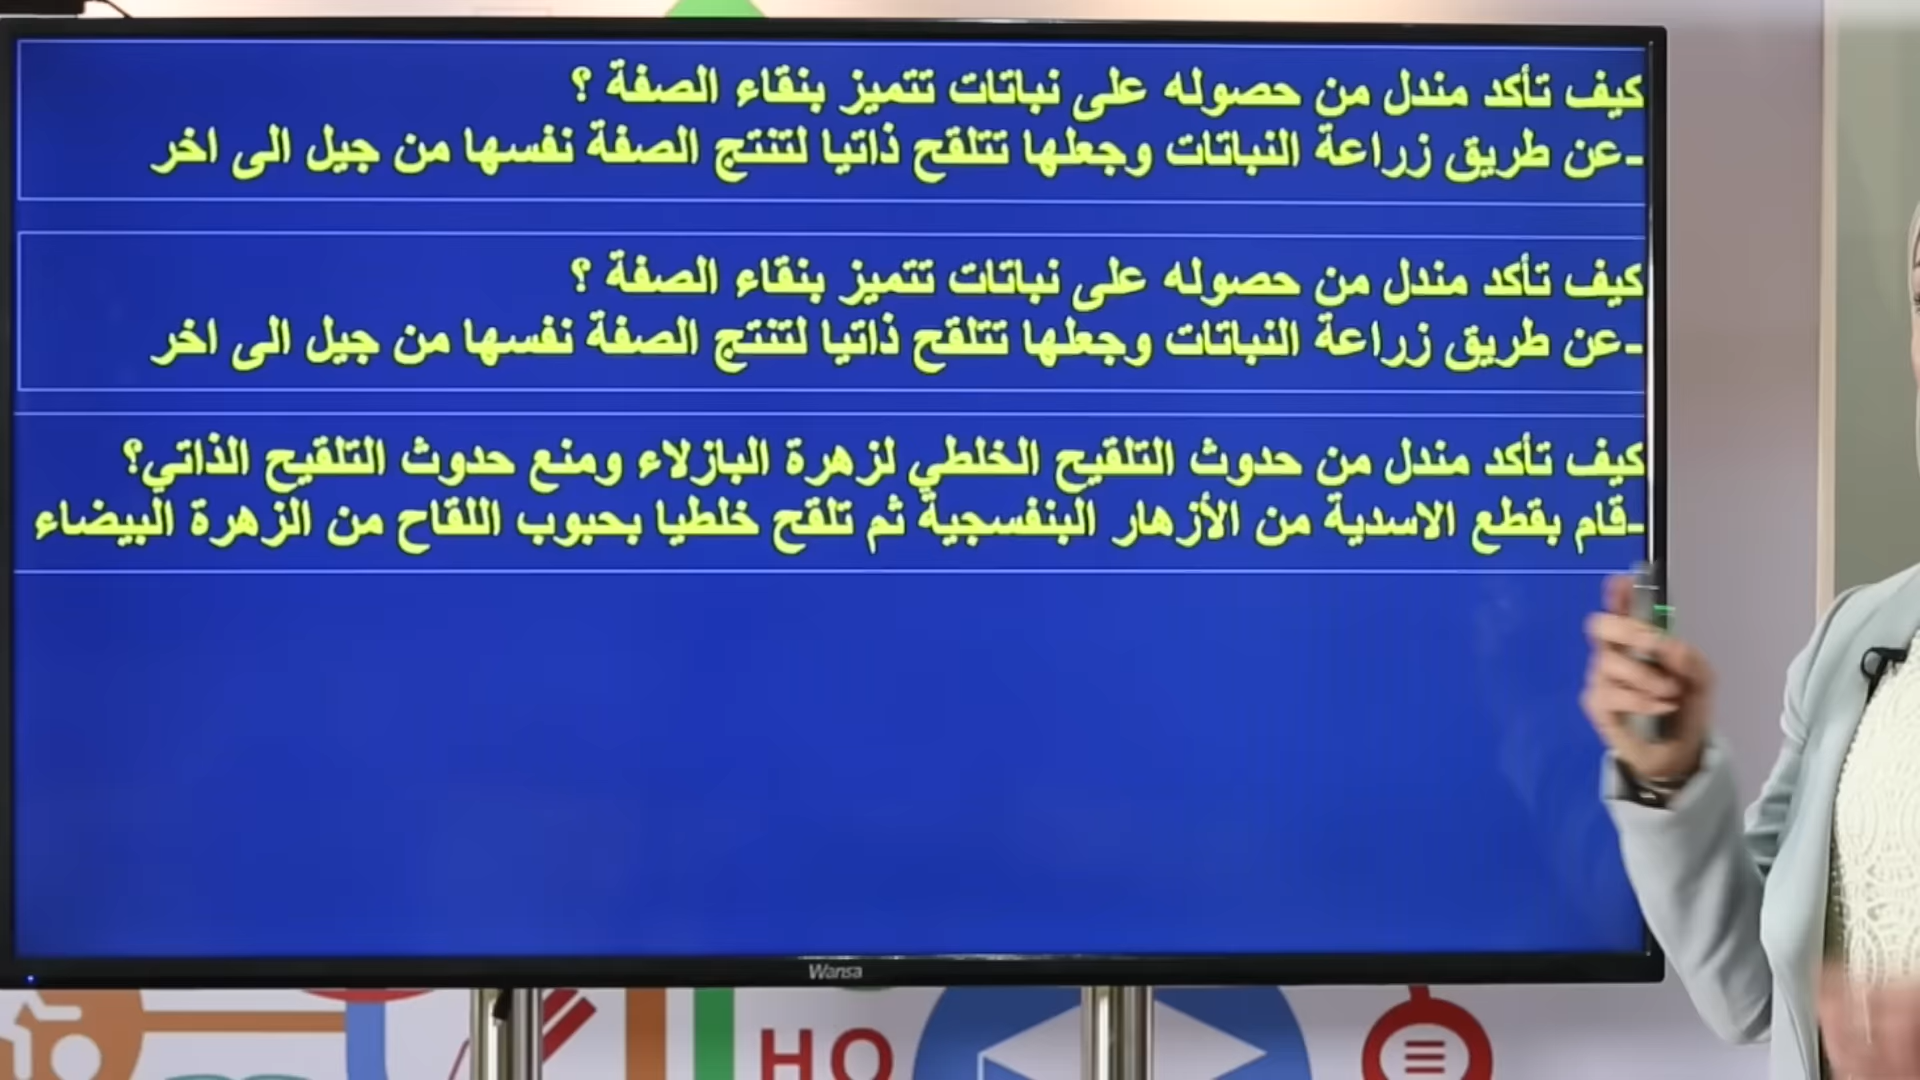 كيف تأكد مندل من حصوله على نباتات تتميز بنقاء الصفة ؟
-عن طريق زراعة النباتات وجعلها تتلقح ذاتيا لتنتج الصفة نفسها من جيل الى اخر
كيف تأكد مندل من حصوله على نباتات تتميز بنقاء الصفة ؟
-عن طريق زراعة النباتات وجعلها تتلقح ذاتيا لتنتج الصفة نفسها من جيل الى اخر
كيف تأكد مندل من حدوث التلقيح الخلطي لزهرة البازلاء ومنع حدوث التلقيح الذاتي؟
-قام بقطع الاسدية من الأزهار البنفسجية ثم تلقح خلطيا بحبوب اللقاح من الزهرة البيضاء
Wansa
HO